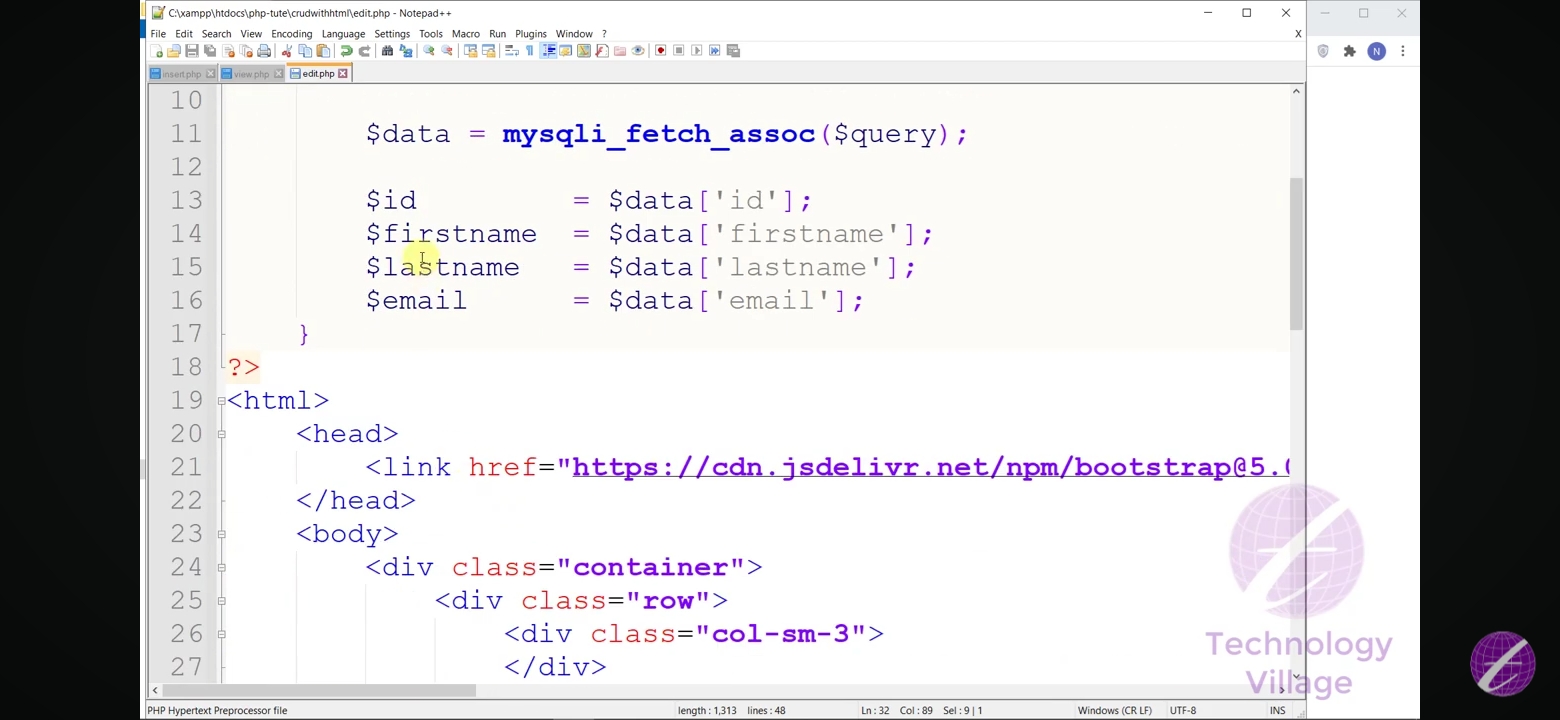 C:\xampp\htdocs\php-tute\crudwithhtml\edit.php - Notepad++
File Edit Search View Encoding Language Settings Tools Macro Run Plugins Window ? X
insert.php view.php edit.php
N
10
11 $data = mysqli_fetch_assoc($query);
12
13 $id = $data['id'];
14 $firstname = $data['firstname'];
15 $lastname = $data['lastname'];
16 $email = $data['email'];
17 }
18 ?>
19 <html>
20 <head>
21 <link href="https://cdn.jsdelivr.net/npm/bootstrap@5.0
22 </head>
23 <body>
24 <div class="container">
25 <div class="row">
26 <div class="col-sm-3">
27 </div>
Technology
Village
PHP Hypertext Preprocessor file length : 1,313 lines : 48 Ln : 32 Col : 89 Sel : 9 | 1 Windows (CR LF) UTF-8 INS